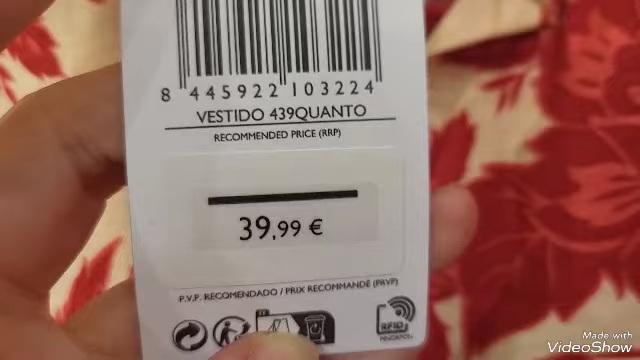 8 445922 103224
VESTIDO 439QUANTO
RECOMMENDED PRICE (RRP)
39,99 €
P.V.P. RECOMENDADO / PRIX RECOMMANDÉ (PRVP)
RFID
Made with
VideoShow